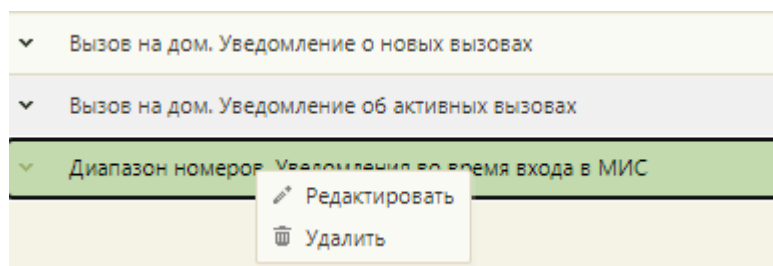 Вызов на дом. Уведомление о новых вызовах
Вызов на дом. Уведомление об активных вызовах
Диапазон номеров. Уведомления во время входа в МИС
Редактировать
Удалить